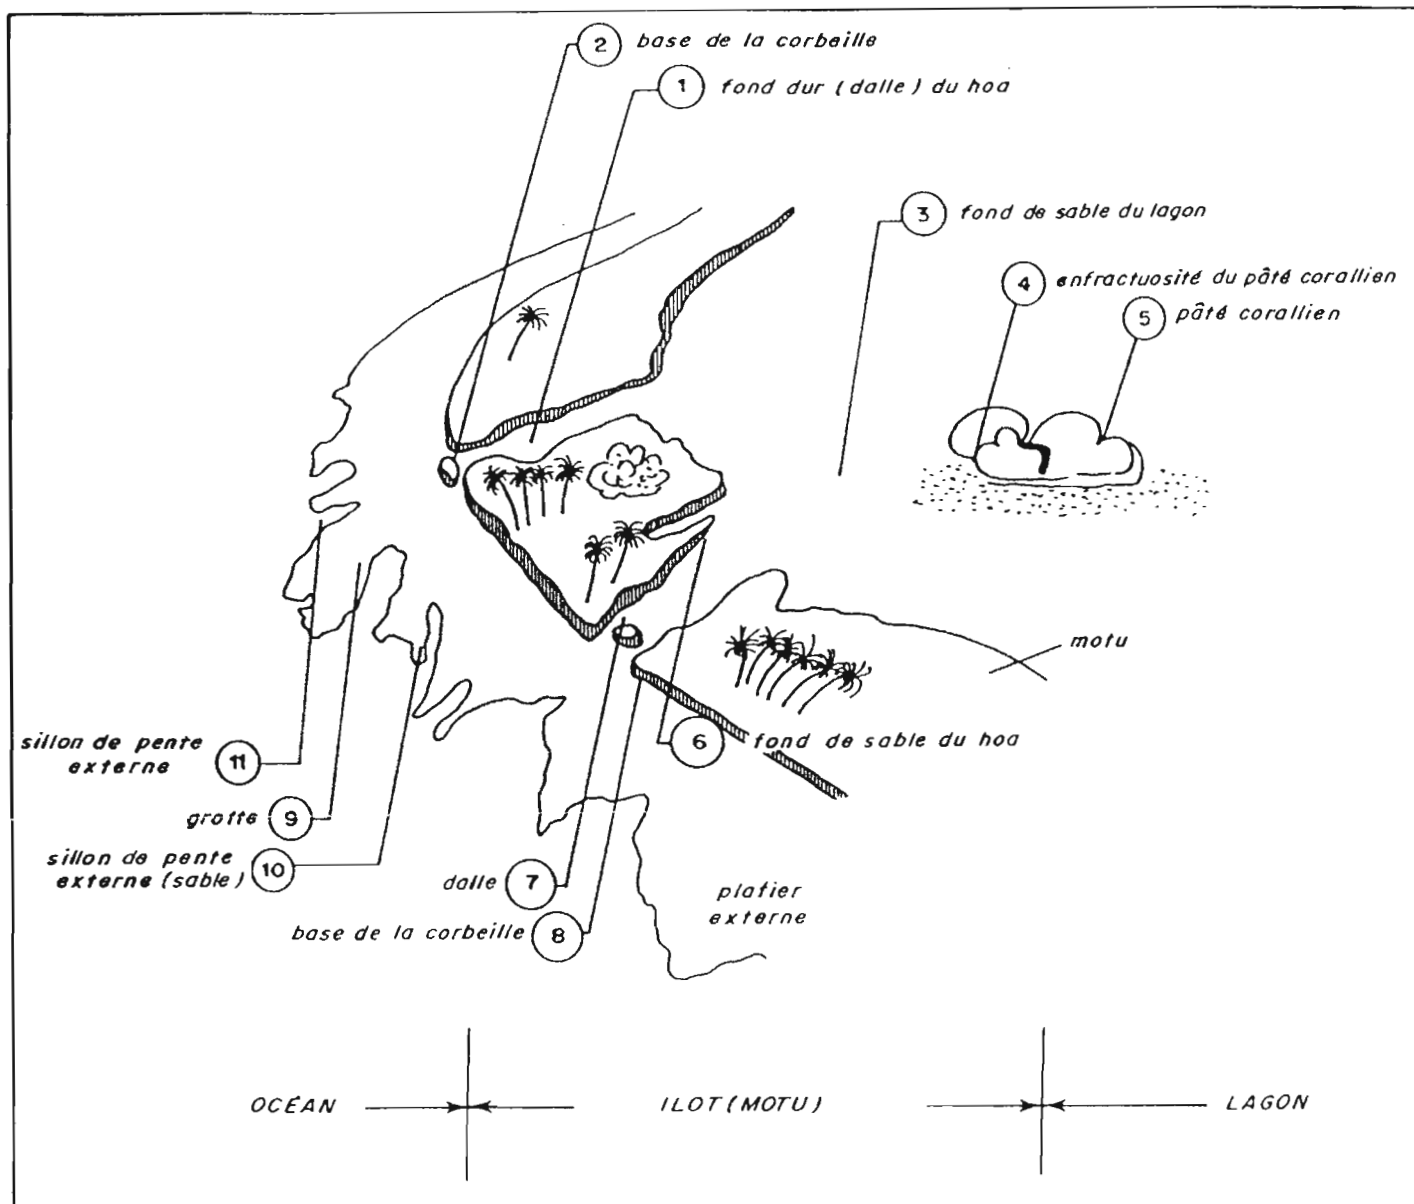 2 base de la corbeille
1 fond dur (dalle) du hoa
3 fond de sable du lagon
4 enfractuosité du pâté corallien
5 pâté corallien
motu
6 fond de sable du hoa
sillon de pente
externe 11
grotte 9
sillon de pente
externe (sable) 10
dalle 7
base de la corbeille 8
platier
externe
OCÉAN ILOT (MOTU) LAGON